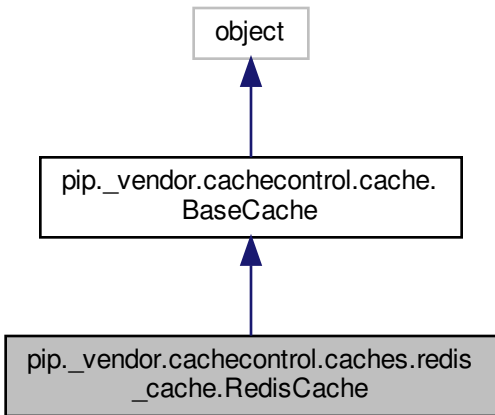 object
pip._vendor.cachecontrol.cache.
BaseCache
pip._vendor.cachecontrol.caches.redis
_cache.RedisCache